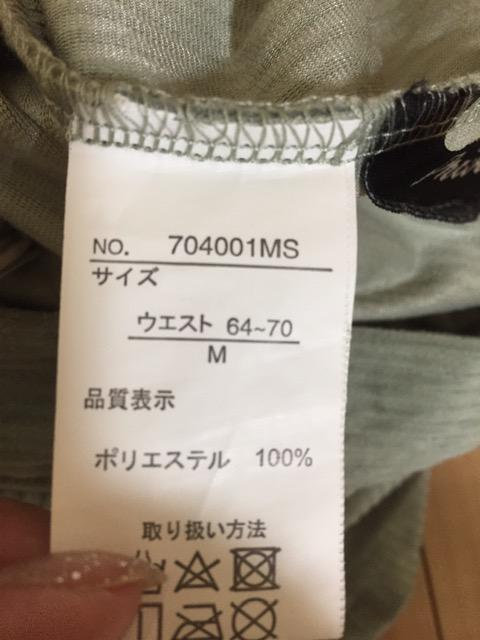 NO. 704001MS
サイズ
ウエスト 64~70
M
品質表示
ポリエステル 100%
取り扱い方法